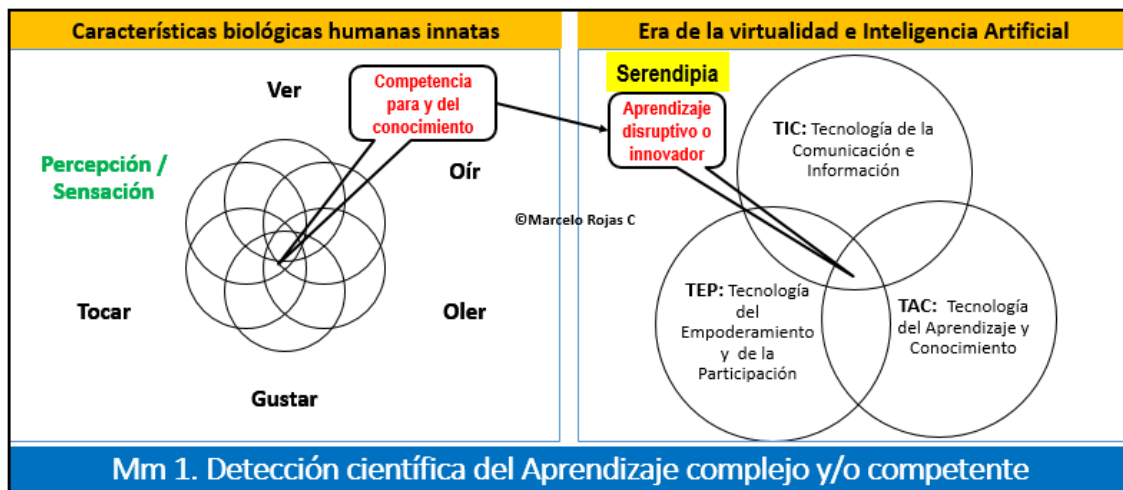 Características biológicas humanas innatas
Ver
Competencia
para y del
conocimiento
Percepción /
Sensación
Oír
Tocar
Oler
Gustar
©Marcelo Rojas C
Era de la virtualidad e Inteligencia Artificial
Serendipia
Aprendizaje
disruptivo o
innovador
TIC: Tecnología de la
Comunicación e
Información
TEP: Tecnología
del
Empoderamiento
y de la
Participación
TAC: Tecnología
del Aprendizaje y
Conocimiento
Mm 1. Detección científica del Aprendizaje complejo y/o competente